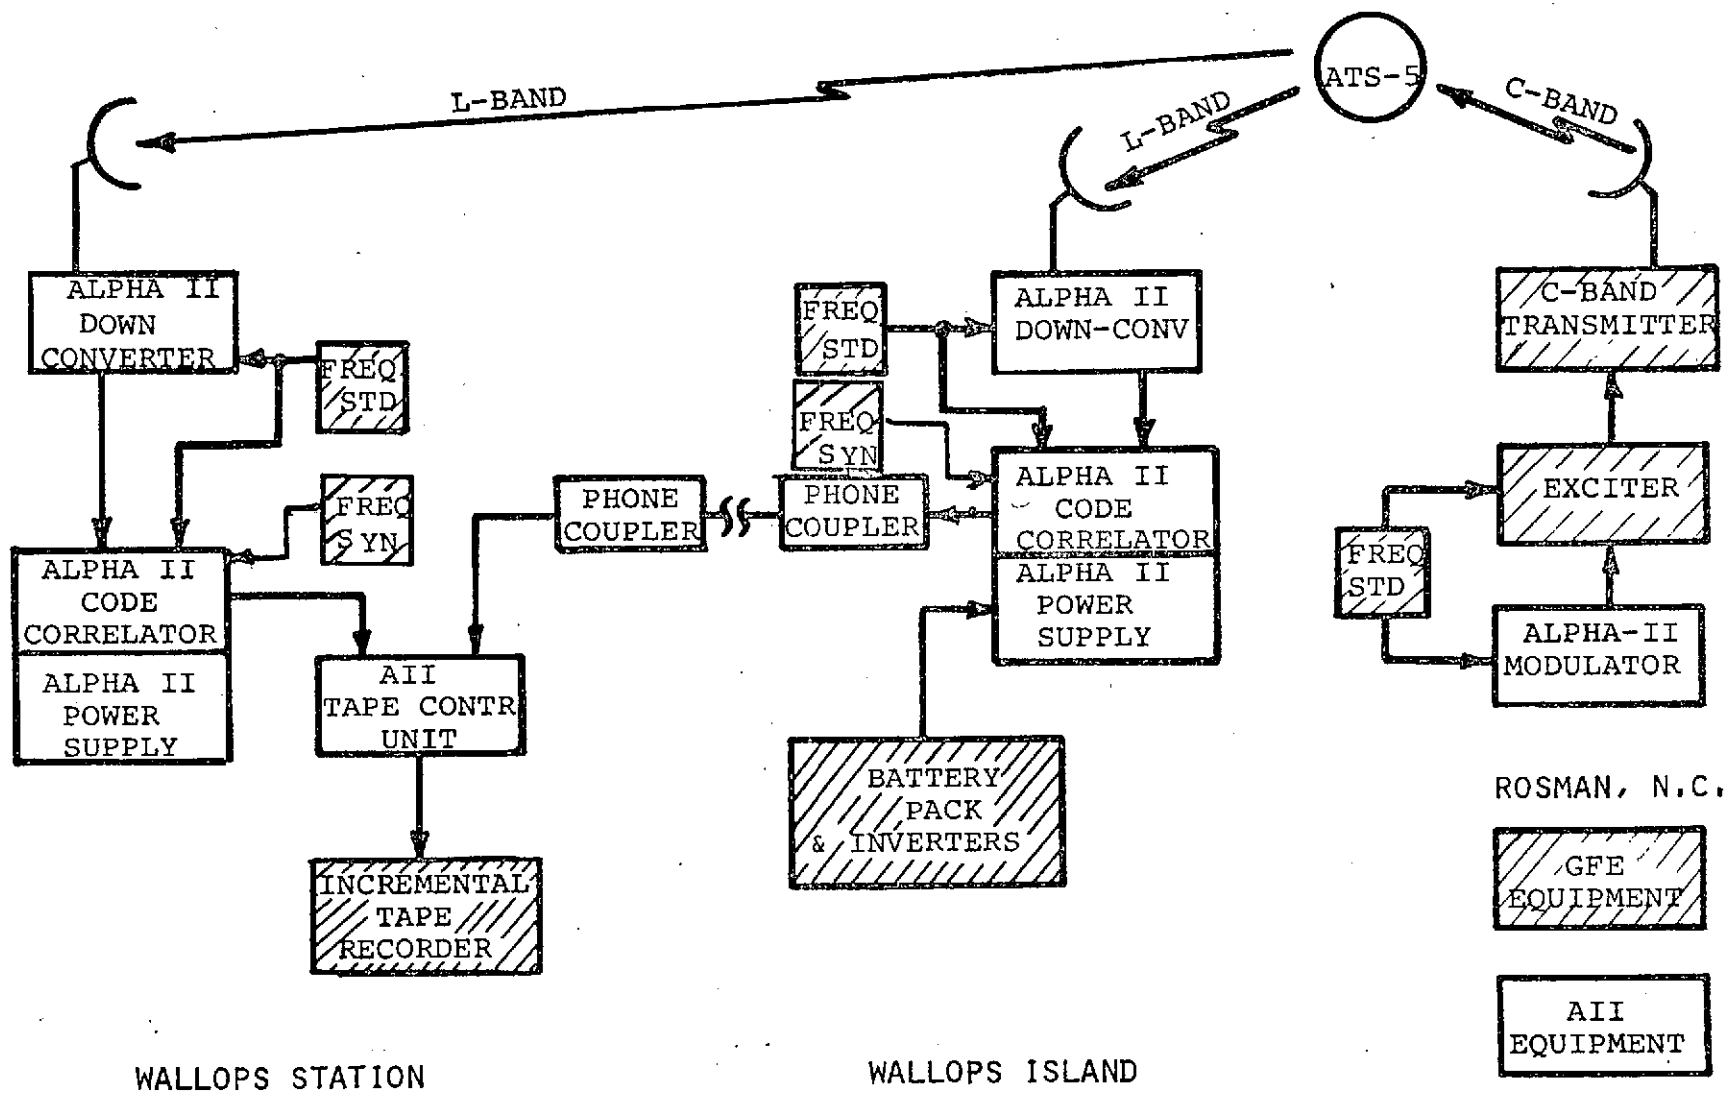 ATS-5
L-BAND
L-BAND
C-BAND
ALPHA II
DOWN
CONVERTER
FREQ
STD
FREQ
SYN
ALPHA II
CODE
CORRELATOR
ALPHA II
POWER
SUPPLY
AII
TAPE CONTR
UNIT
INCREMENTAL
TAPE
RECORDER
PHONE
COUPLER
PHONE
COUPLER
FREQ
STD
FREQ
SYN
ALPHA II
DOWN-CONV
ALPHA II
CODE
CORRELATOR
ALPHA II
POWER
SUPPLY
BATTERY
PACK
& INVERTERS
C-BAND
TRANSMITTER
EXCITER
FREQ
STD
ALPHA-II
MODULATOR
ROSMAN, N.C.
GFE
EQUIPMENT
AII
EQUIPMENT
WALLOPS STATION
WALLOPS ISLAND